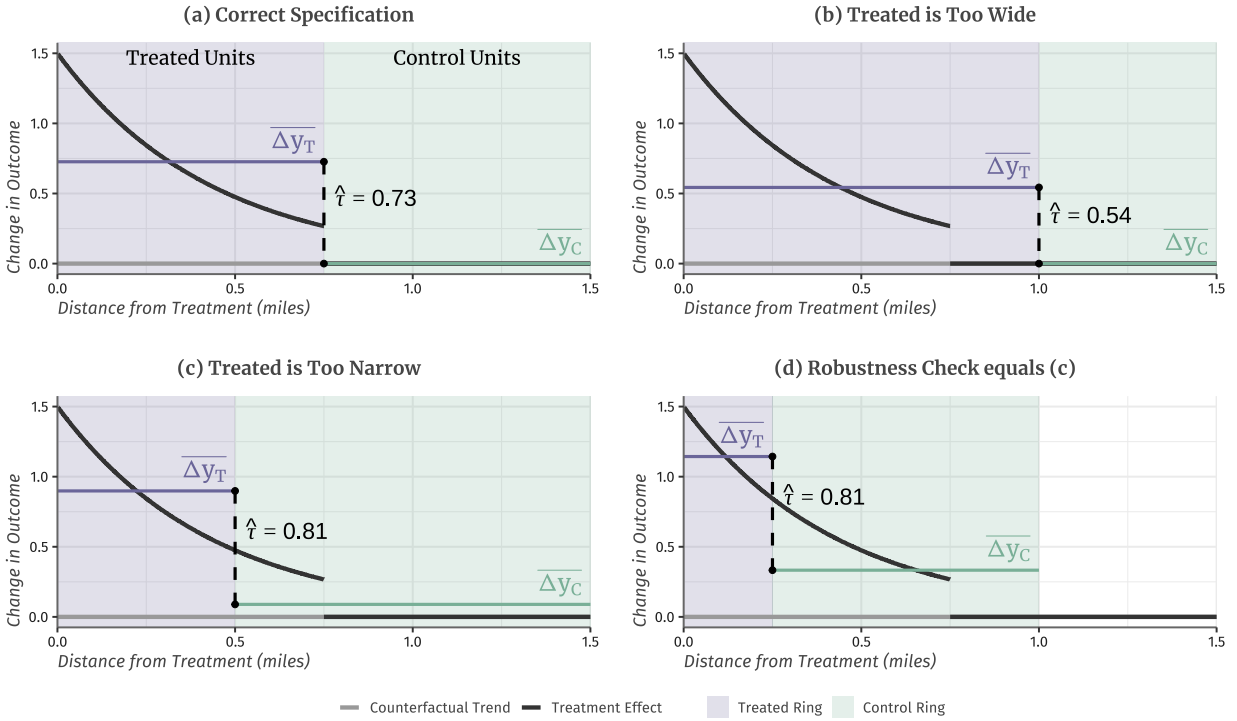 (a) Correct Specification
Change in Outcome
1.5
1.0
0.5
0.0
Treated Units
Control Units
Δy_T
τ̂ = 0.73
Δy_C
0.0
0.5
1.0
1.5
Distance from Treatment (miles)
(b) Treated is Too Wide
Change in Outcome
1.5
1.0
0.5
0.0
Δy_T
τ̂ = 0.54
Δy_C
0.0
0.5
1.0
1.5
Distance from Treatment (miles)
(c) Treated is Too Narrow
Change in Outcome
1.5
1.0
0.5
0.0
Δy_T
τ̂ = 0.81
Δy_C
0.0
0.5
1.0
1.5
Distance from Treatment (miles)
(d) Robustness Check equals (c)
Change in Outcome
1.5
1.0
0.5
0.0
Δy_T
τ̂ = 0.81
Δy_C
0.0
0.5
1.0
1.5
Distance from Treatment (miles)
Counterfactual Trend
Treatment Effect
Treated Ring
Control Ring